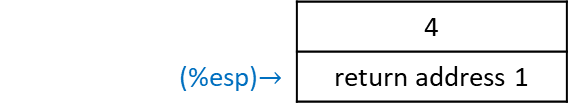 4
(%esp)→ return address 1